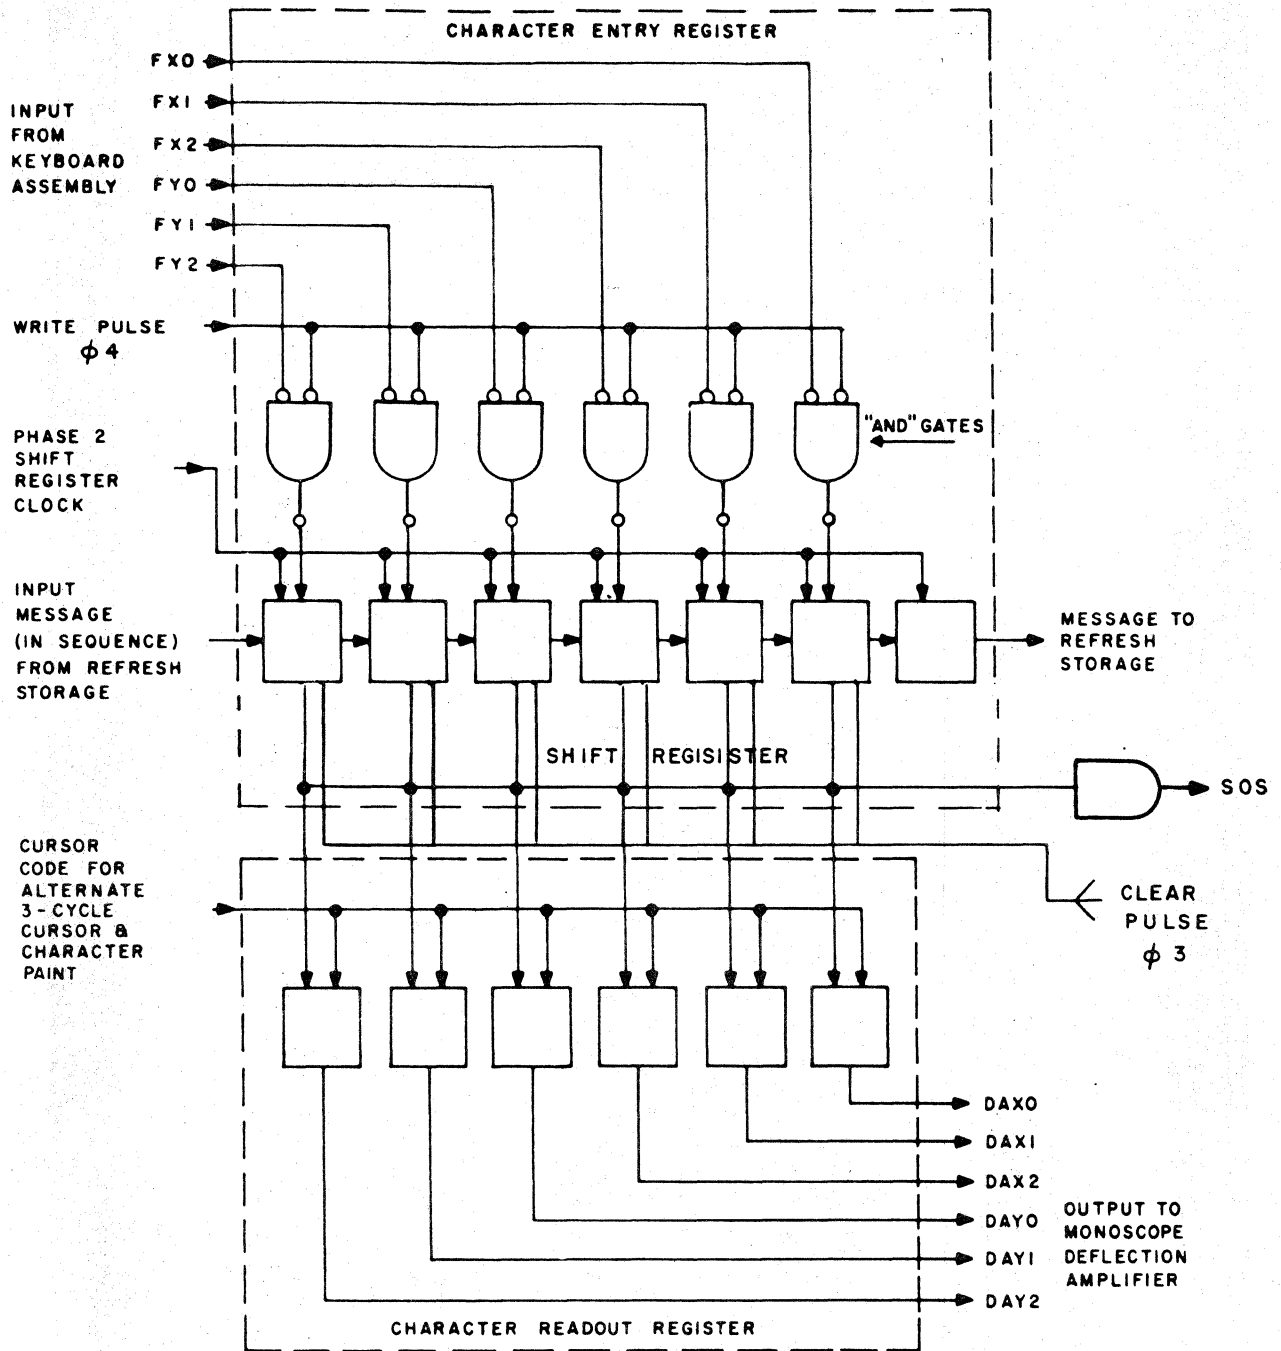 CHARACTER ENTRY REGISTER
FX0
FX1
INPUT
FROM
KEYBOARD
ASSEMBLY
FX2
FY0
FY1
FY2
WRITE PULSE
ϕ 4
"AND" GATES
PHASE 2
SHIFT
REGISTER
CLOCK
INPUT
MESSAGE
(IN SEQUENCE)
FROM REFRESH
STORAGE
MESSAGE TO
REFRESH
STORAGE
SHIFT REGISISTER
SOS
CURSOR
CODE FOR
ALTERNATE
3-CYCLE
CURSOR &
CHARACTER
PAINT
CLEAR
PULSE
ϕ 3
DAX0
DAX1
DAX2
DAY0
DAY1
DAY2
OUTPUT TO
MONOSCOPE
DEFLECTION
AMPLIFIER
CHARACTER READOUT REGISTER